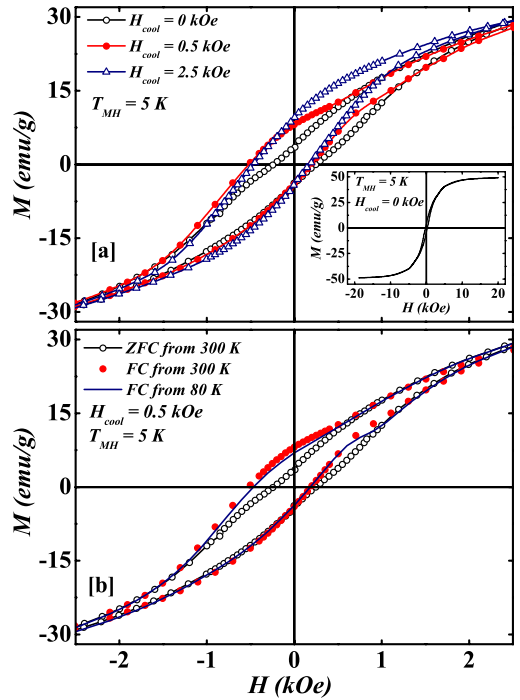 30
H_cool = 0 kOe
H_cool = 0.5 kOe
H_cool = 2.5 kOe
T_MH = 5 K
15
0
-15
-30
M (emu/g)
[a]
50
25
0
-25
-50
M (emu/g)
T_MH = 5 K
H_cool = 0 kOe
-20 -10 0 10 20
H (kOe)
30
ZFC from 300 K
FC from 300 K
FC from 80 K
H_cool = 0.5 kOe
T_MH = 5 K
15
0
-15
-30
M (emu/g)
[b]
-2 -1 0 1 2
H (kOe)